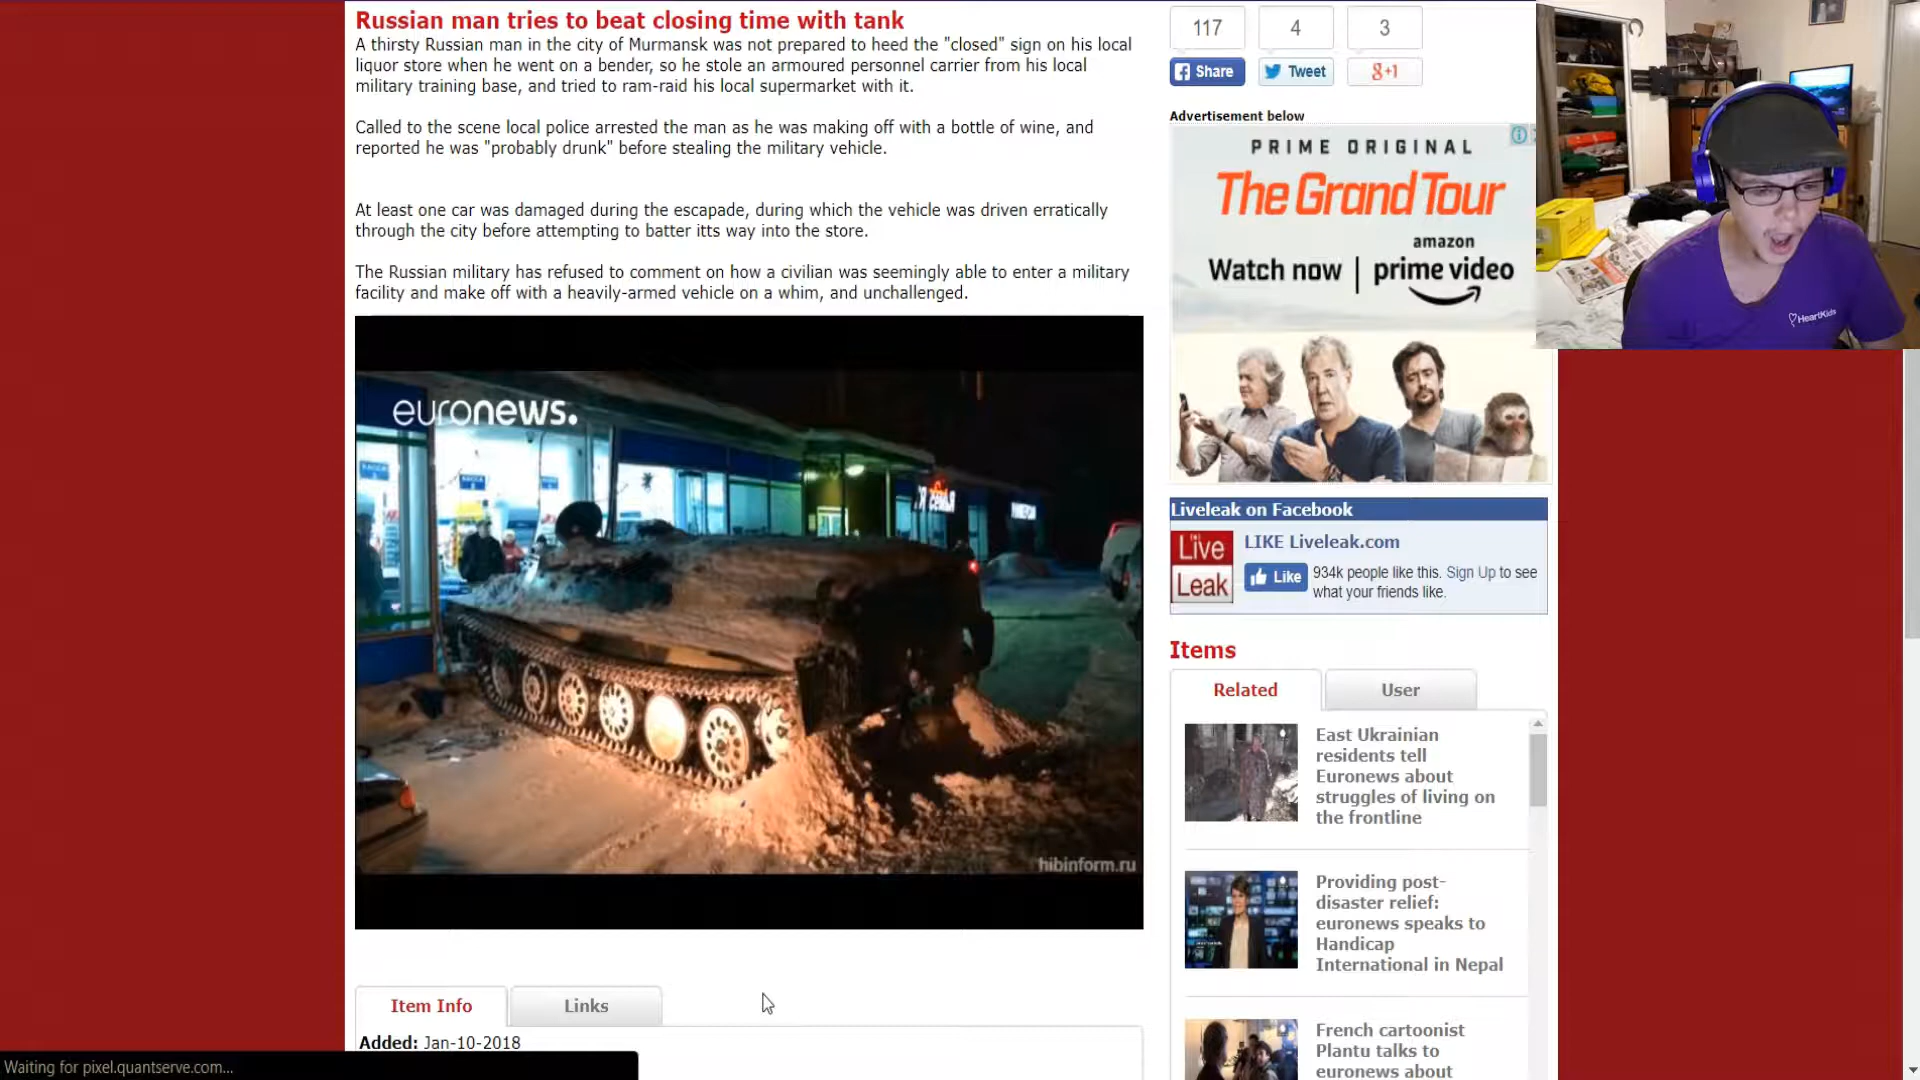 Russian man tries to beat closing time with tank
A thirsty Russian man in the city of Murmansk was not prepared to heed the "closed" sign on his local
liquor store when he went on a bender, so he stole an armoured personnel carrier from his local
military training base, and tried to ram-raid his local supermarket with it.
Called to the scene local police arrested the man as he was making off with a bottle of wine, and
reported he was "probably drunk" before stealing the military vehicle.
At least one car was damaged during the escapade, during which the vehicle was driven erratically
through the city before attempting to batter itts way into the store.
The Russian military has refused to comment on how a civilian was seemingly able to enter a military
facility and make off with a heavily-armed vehicle on a whim, and unchallenged.
euronews.
КАССА
hibinform.ru
Item Info
Links
Added: Jan-10-2018
Waiting for pixel.quantserve.com...
117
4
3
Share
Tweet
g+1
Advertisement below
PRIME ORIGINAL
The Grand Tour
Watch now | amazon
prime video
Liveleak on Facebook
Live
Leak
LIKE Liveleak.com
Like
934k people like this. Sign Up to see
what your friends like.
Items
Related
User
East Ukrainian
residents tell
Euronews about
struggles of living on
the frontline
Providing post-
disaster relief:
euronews speaks to
Handicap
International in Nepal
French cartoonist
Plantu talks to
euronews about
HeartKids